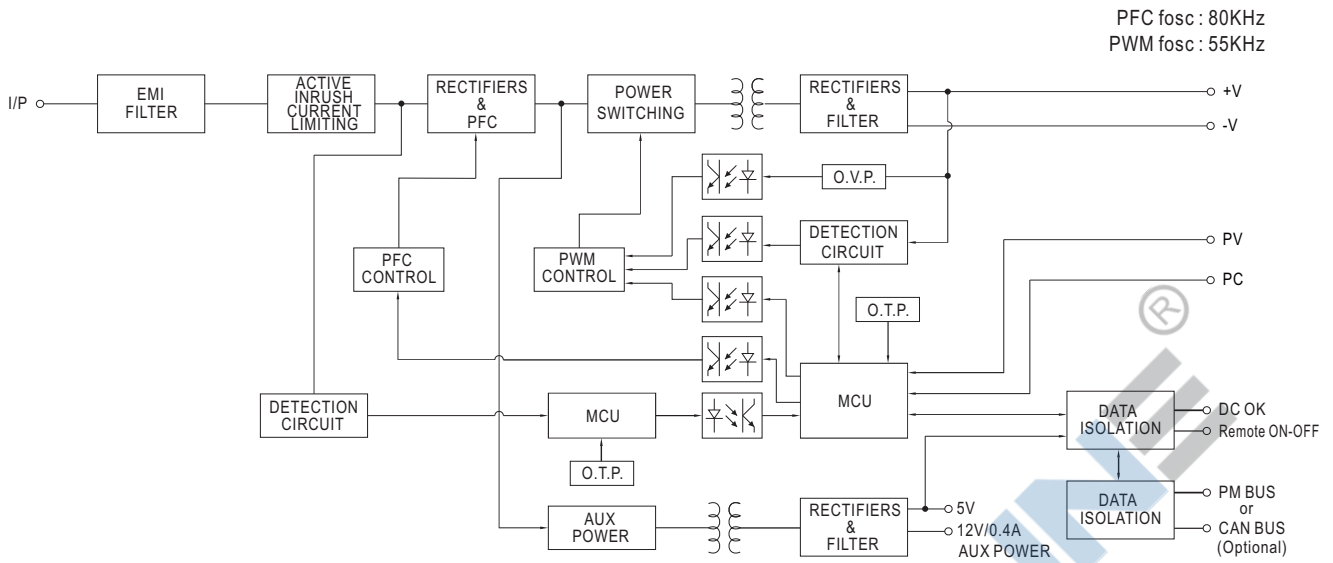 PFC fosc : 80KHz
PWM fosc : 55KHz
I/P
EMI
FILTER
ACTIVE
INRUSH
CURRENT
LIMITING
RECTIFIERS
&
PFC
POWER
SWITCHING
RECTIFIERS
&
FILTER
+V
-V
O.V.P.
PFC
CONTROL
PWM
CONTROL
DETECTION
CIRCUIT
PV
PC
O.T.P.
DETECTION
CIRCUIT
MCU
MCU
DATA
ISOLATION
DC OK
Remote ON-OFF
O.T.P.
AUX
POWER
RECTIFIERS
&
FILTER
5V
12V/0.4A
AUX POWER
DATA
ISOLATION
PM BUS
or
CAN BUS
(Optional)
®